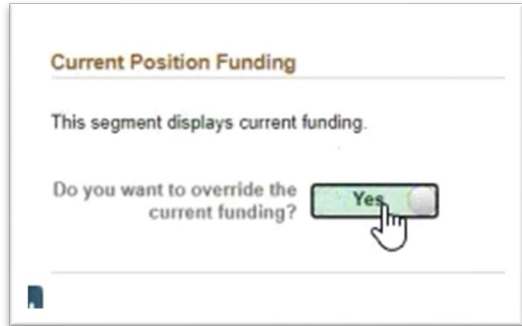 Current Position Funding
This segment displays current funding.
Do you want to override the
current funding?
Yes